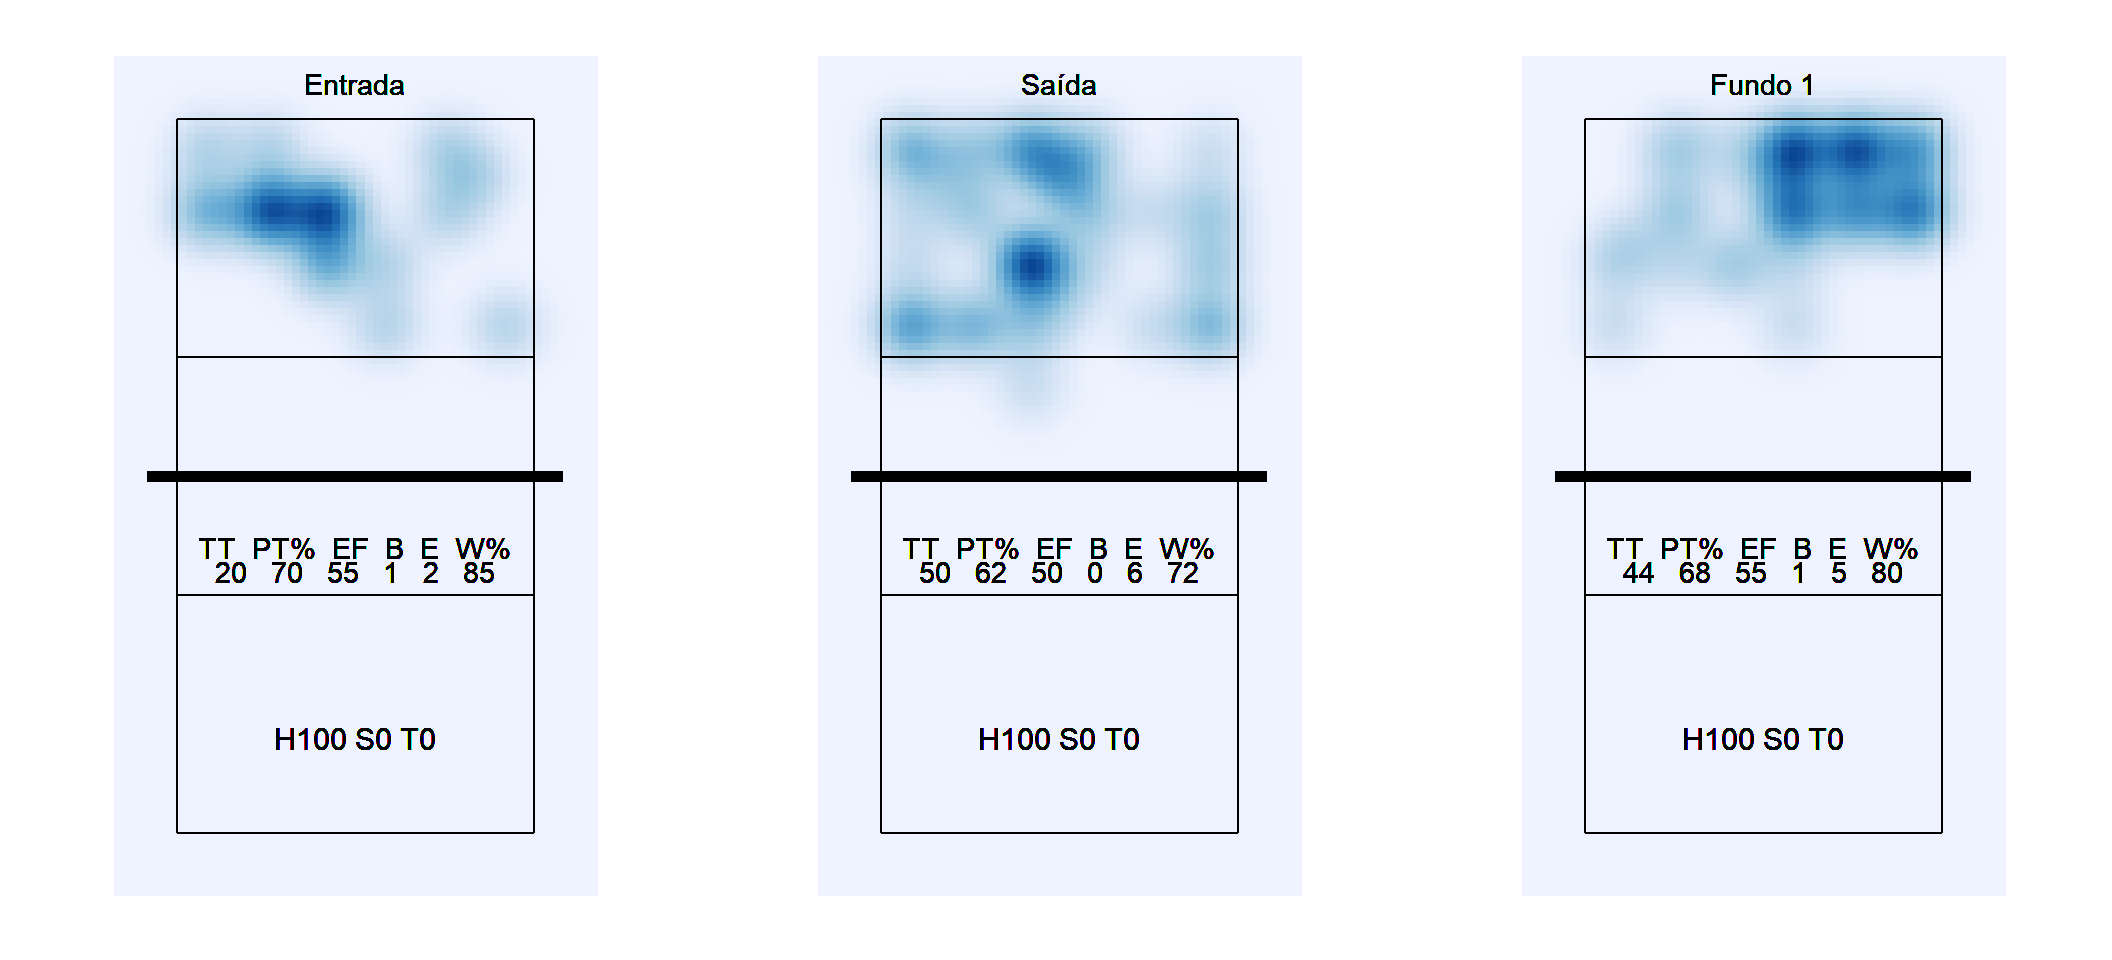 Entrada
TT PT% EF B E W%
20 70 55 1 2 85
H100 S0 T0
Saída
TT PT% EF B E W%
50 62 50 0 6 72
H100 S0 T0
Fundo 1
TT PT% EF B E W%
44 68 55 1 5 80
H100 S0 T0